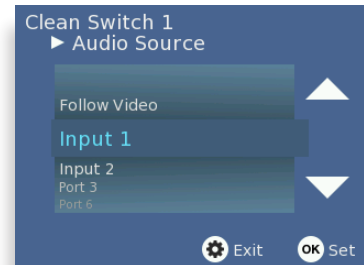 Clean Switch 1
► Audio Source
Follow Video
Input 1
Input 2
Port 3
Port 6
Exit
OK Set